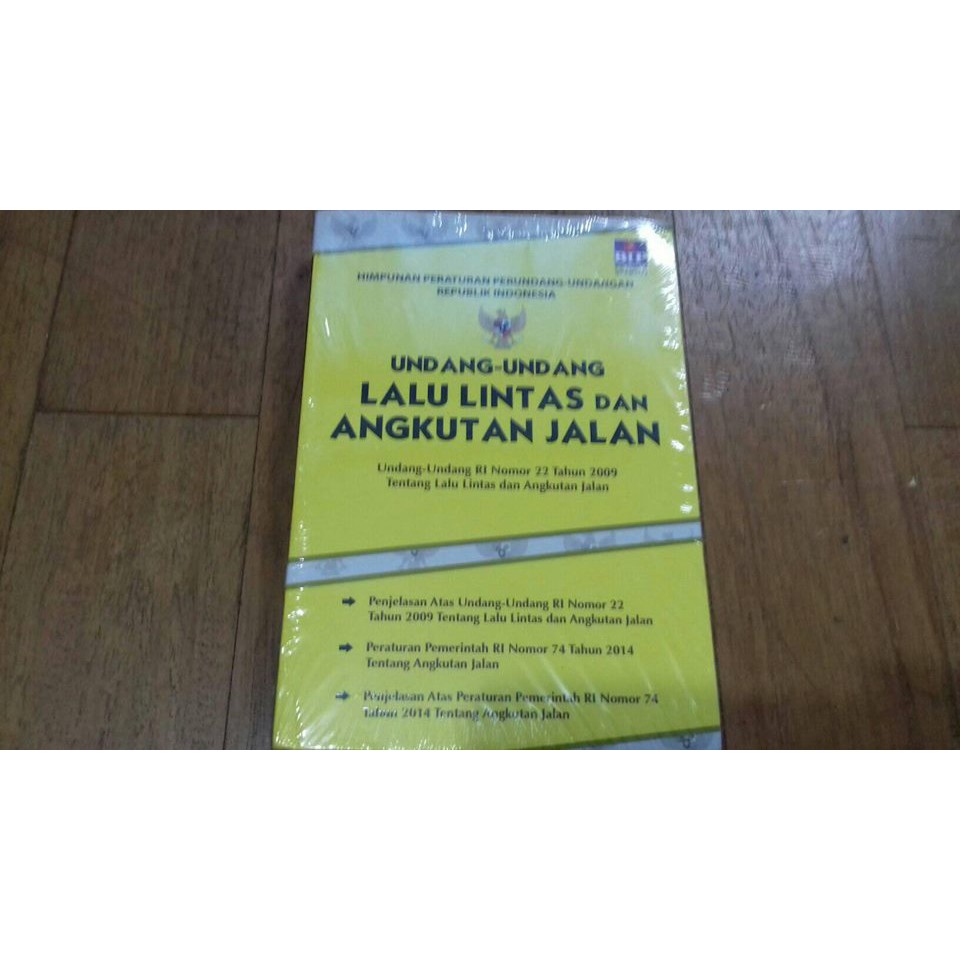 BIP
HIMPUNAN PERATURAN PERUNDANG-UNDANGAN
REPUBLIK INDONESIA
UNDANG-UNDANG
LALU LINTAS DAN
ANGKUTAN JALAN
Undang-Undang RI Nomor 22 Tahun 2009
Tentang Lalu Lintas dan Angkutan Jalan
Penjelasan Atas Undang-Undang RI Nomor 22
Tahun 2009 Tentang Lalu Lintas dan Angkutan Jalan
Peraturan Pemerintah RI Nomor 74 Tahun 2014
Tentang Angkutan Jalan
Penjelasan Atas Peraturan Pemerintah RI Nomor 74
Tahun 2014 Tentang Angkutan Jalan